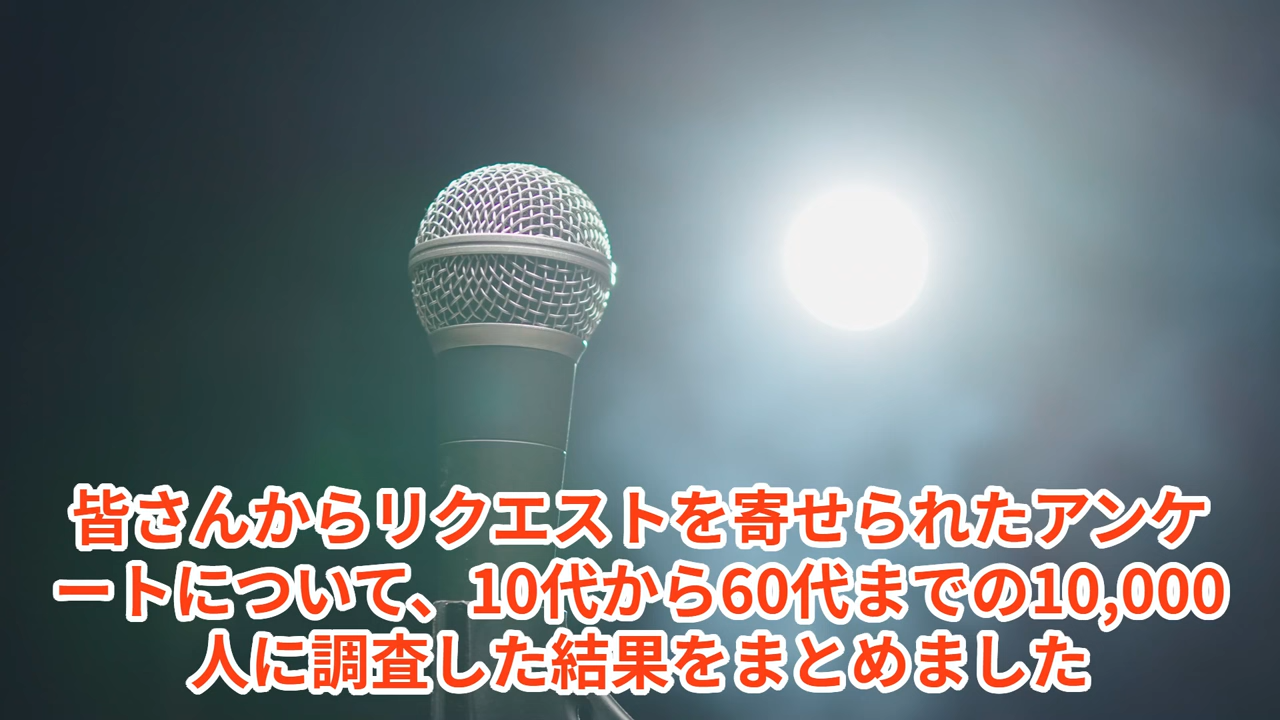 皆さんからリクエストを寄せられたアンケ
ートについて、10代から60代までの10,000
人に調査した結果をまとめました